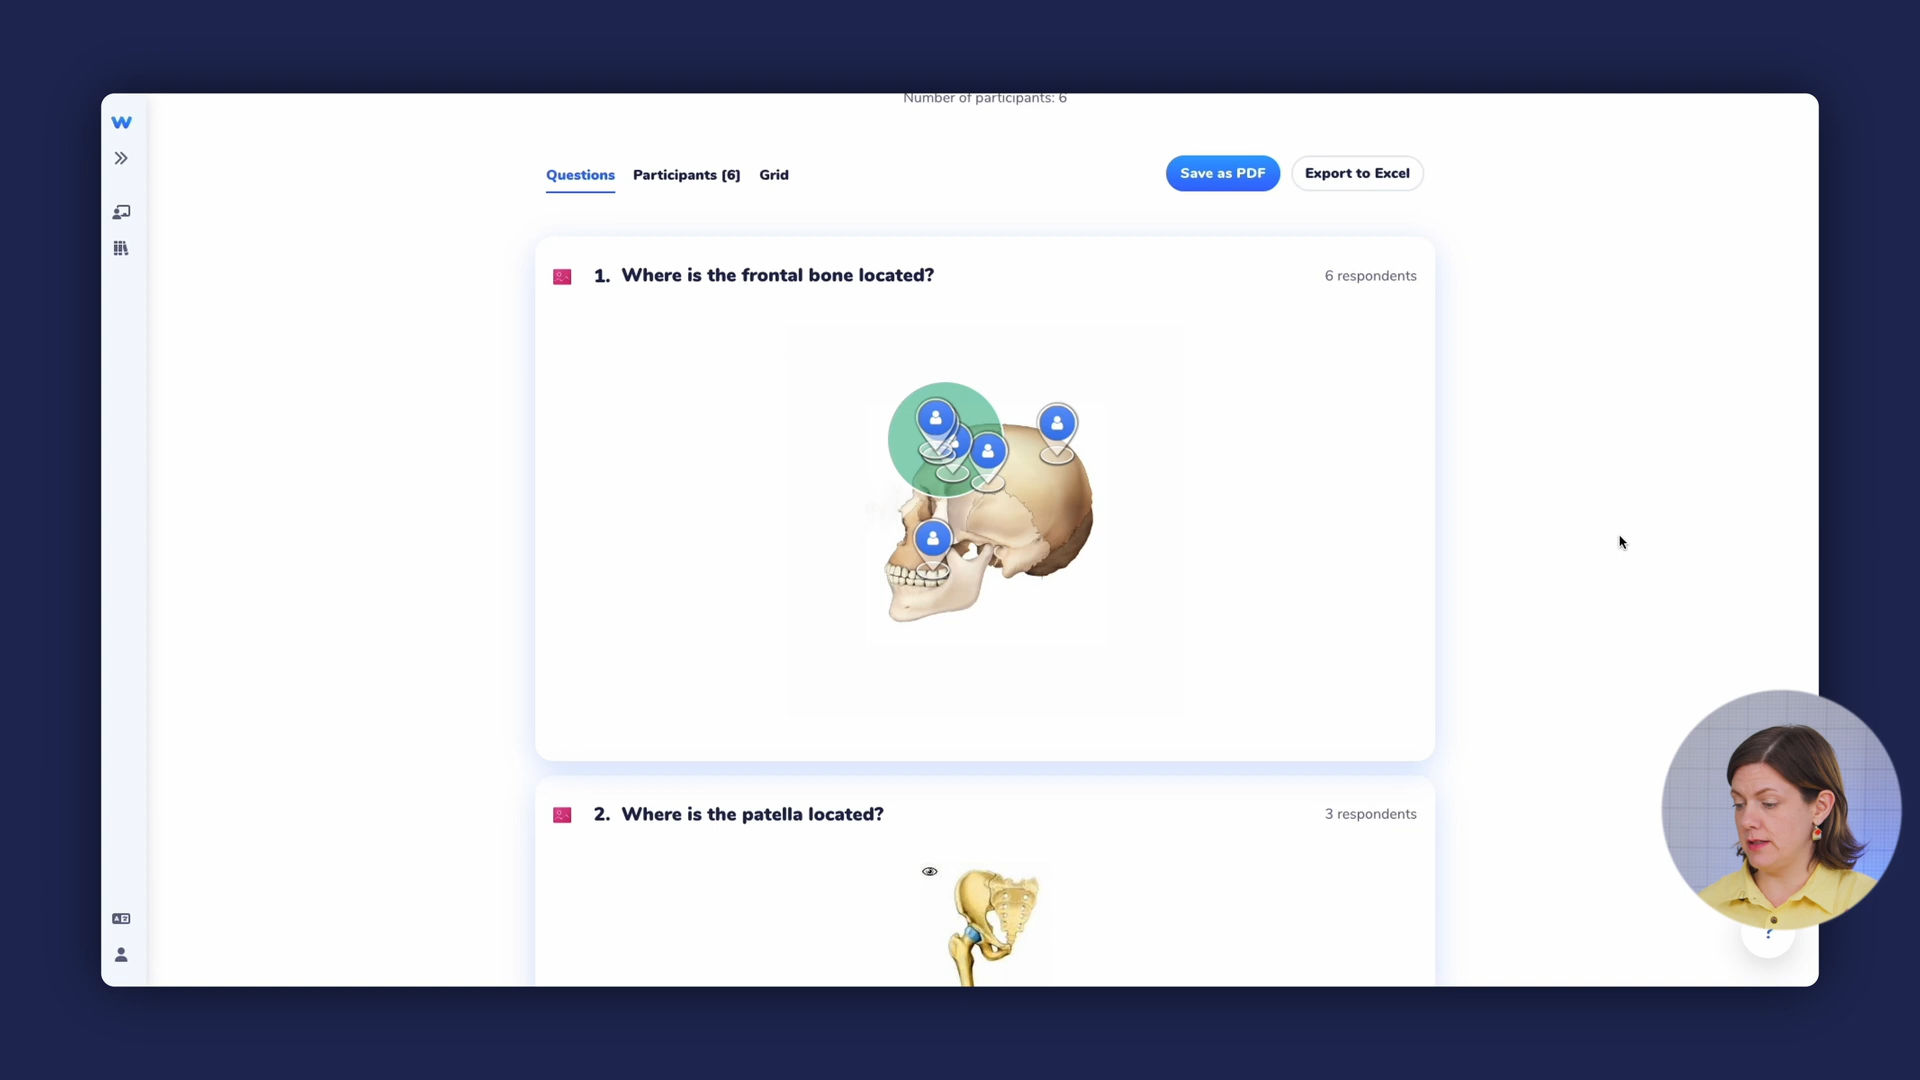 Number of participants: 6
Questions
Participants (6)
Grid
Save as PDF
Export to Excel
1. Where is the frontal bone located?
6 respondents
2. Where is the patella located?
3 respondents
?